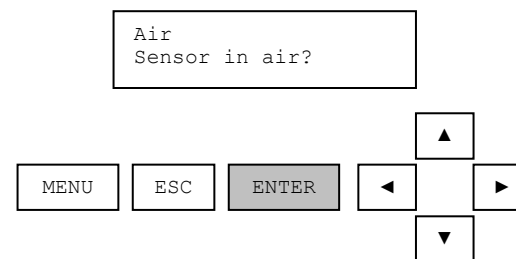 Air
Sensor in air?
▲
MENU ESC ENTER ◄ ►
▼